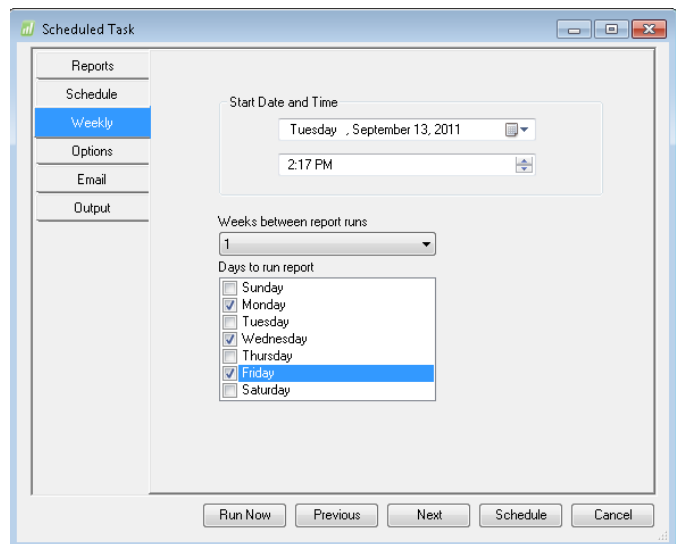 Scheduled Task
Reports
Schedule
Weekly
Options
Email
Output
Start Date and Time
Tuesday , September 13, 2011
2:17 PM
Weeks between report runs
1
Days to run report
Sunday
Monday
Tuesday
Wednesday
Thursday
Friday
Saturday
Run Now Previous Next Schedule Cancel